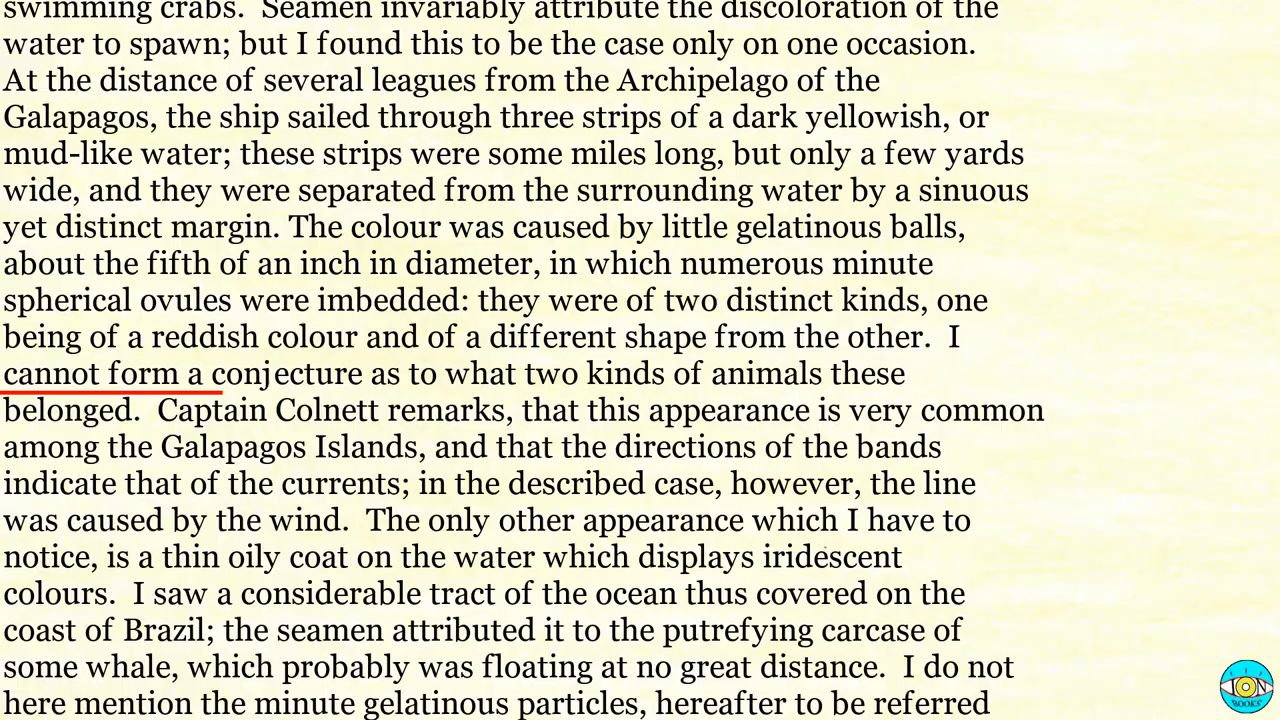 swimming crabs.  Seamen invariably attribute the discoloration of the
water to spawn; but I found this to be the case only on one occasion.
At the distance of several leagues from the Archipelago of the
Galapagos, the ship sailed through three strips of a dark yellowish, or
mud-like water; these strips were some miles long, but only a few yards
wide, and they were separated from the surrounding water by a sinuous
yet distinct margin. The colour was caused by little gelatinous balls,
about the fifth of an inch in diameter, in which numerous minute
spherical ovules were imbedded: they were of two distinct kinds, one
being of a reddish colour and of a different shape from the other.  I
cannot form a conjecture as to what two kinds of animals these
belonged.  Captain Colnett remarks, that this appearance is very common
among the Galapagos Islands, and that the directions of the bands
indicate that of the currents; in the described case, however, the line
was caused by the wind.  The only other appearance which I have to
notice, is a thin oily coat on the water which displays iridescent
colours.  I saw a considerable tract of the ocean thus covered on the
coast of Brazil; the seamen attributed it to the putrefying carcase of
some whale, which probably was floating at no great distance.  I do not
here mention the minute gelatinous particles, hereafter to be referred
BOOKS